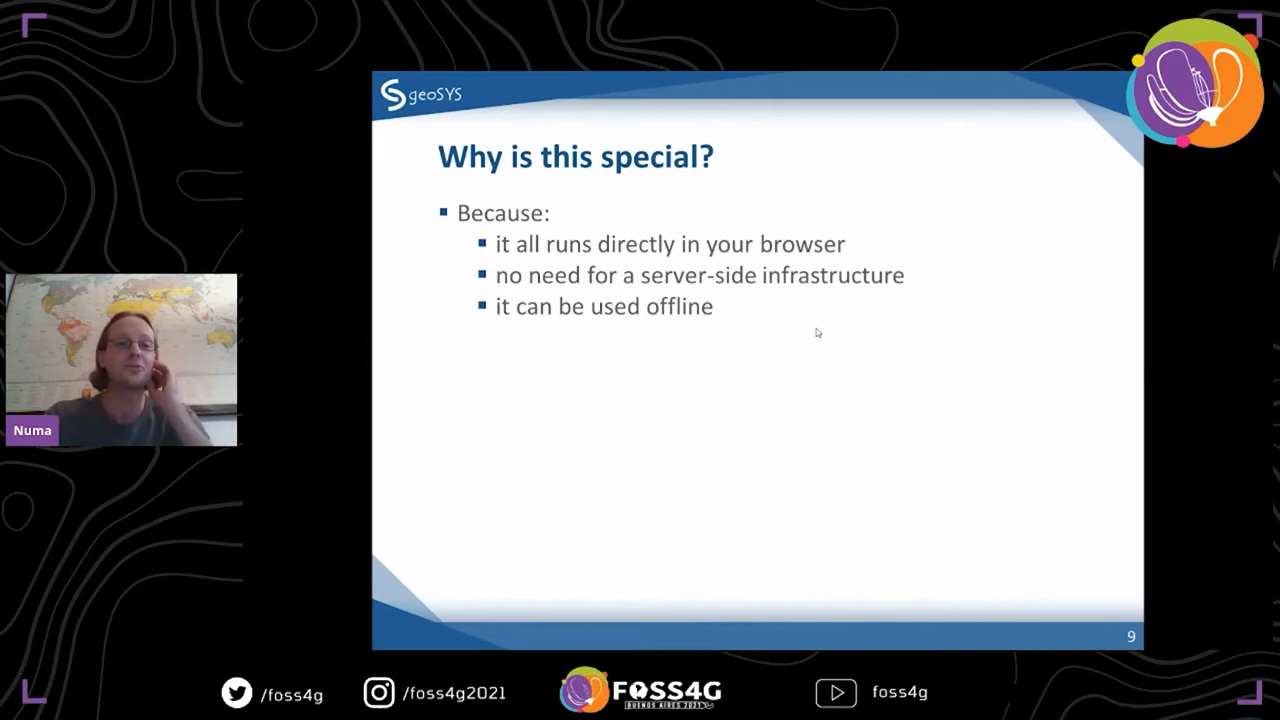 geoSYS
Why is this special?
Because:
it all runs directly in your browser
no need for a server-side infrastructure
it can be used offline
Numa
9
/foss4g
/foss4g2021
FOSS4G
BUENOS AIRES 2021
foss4g